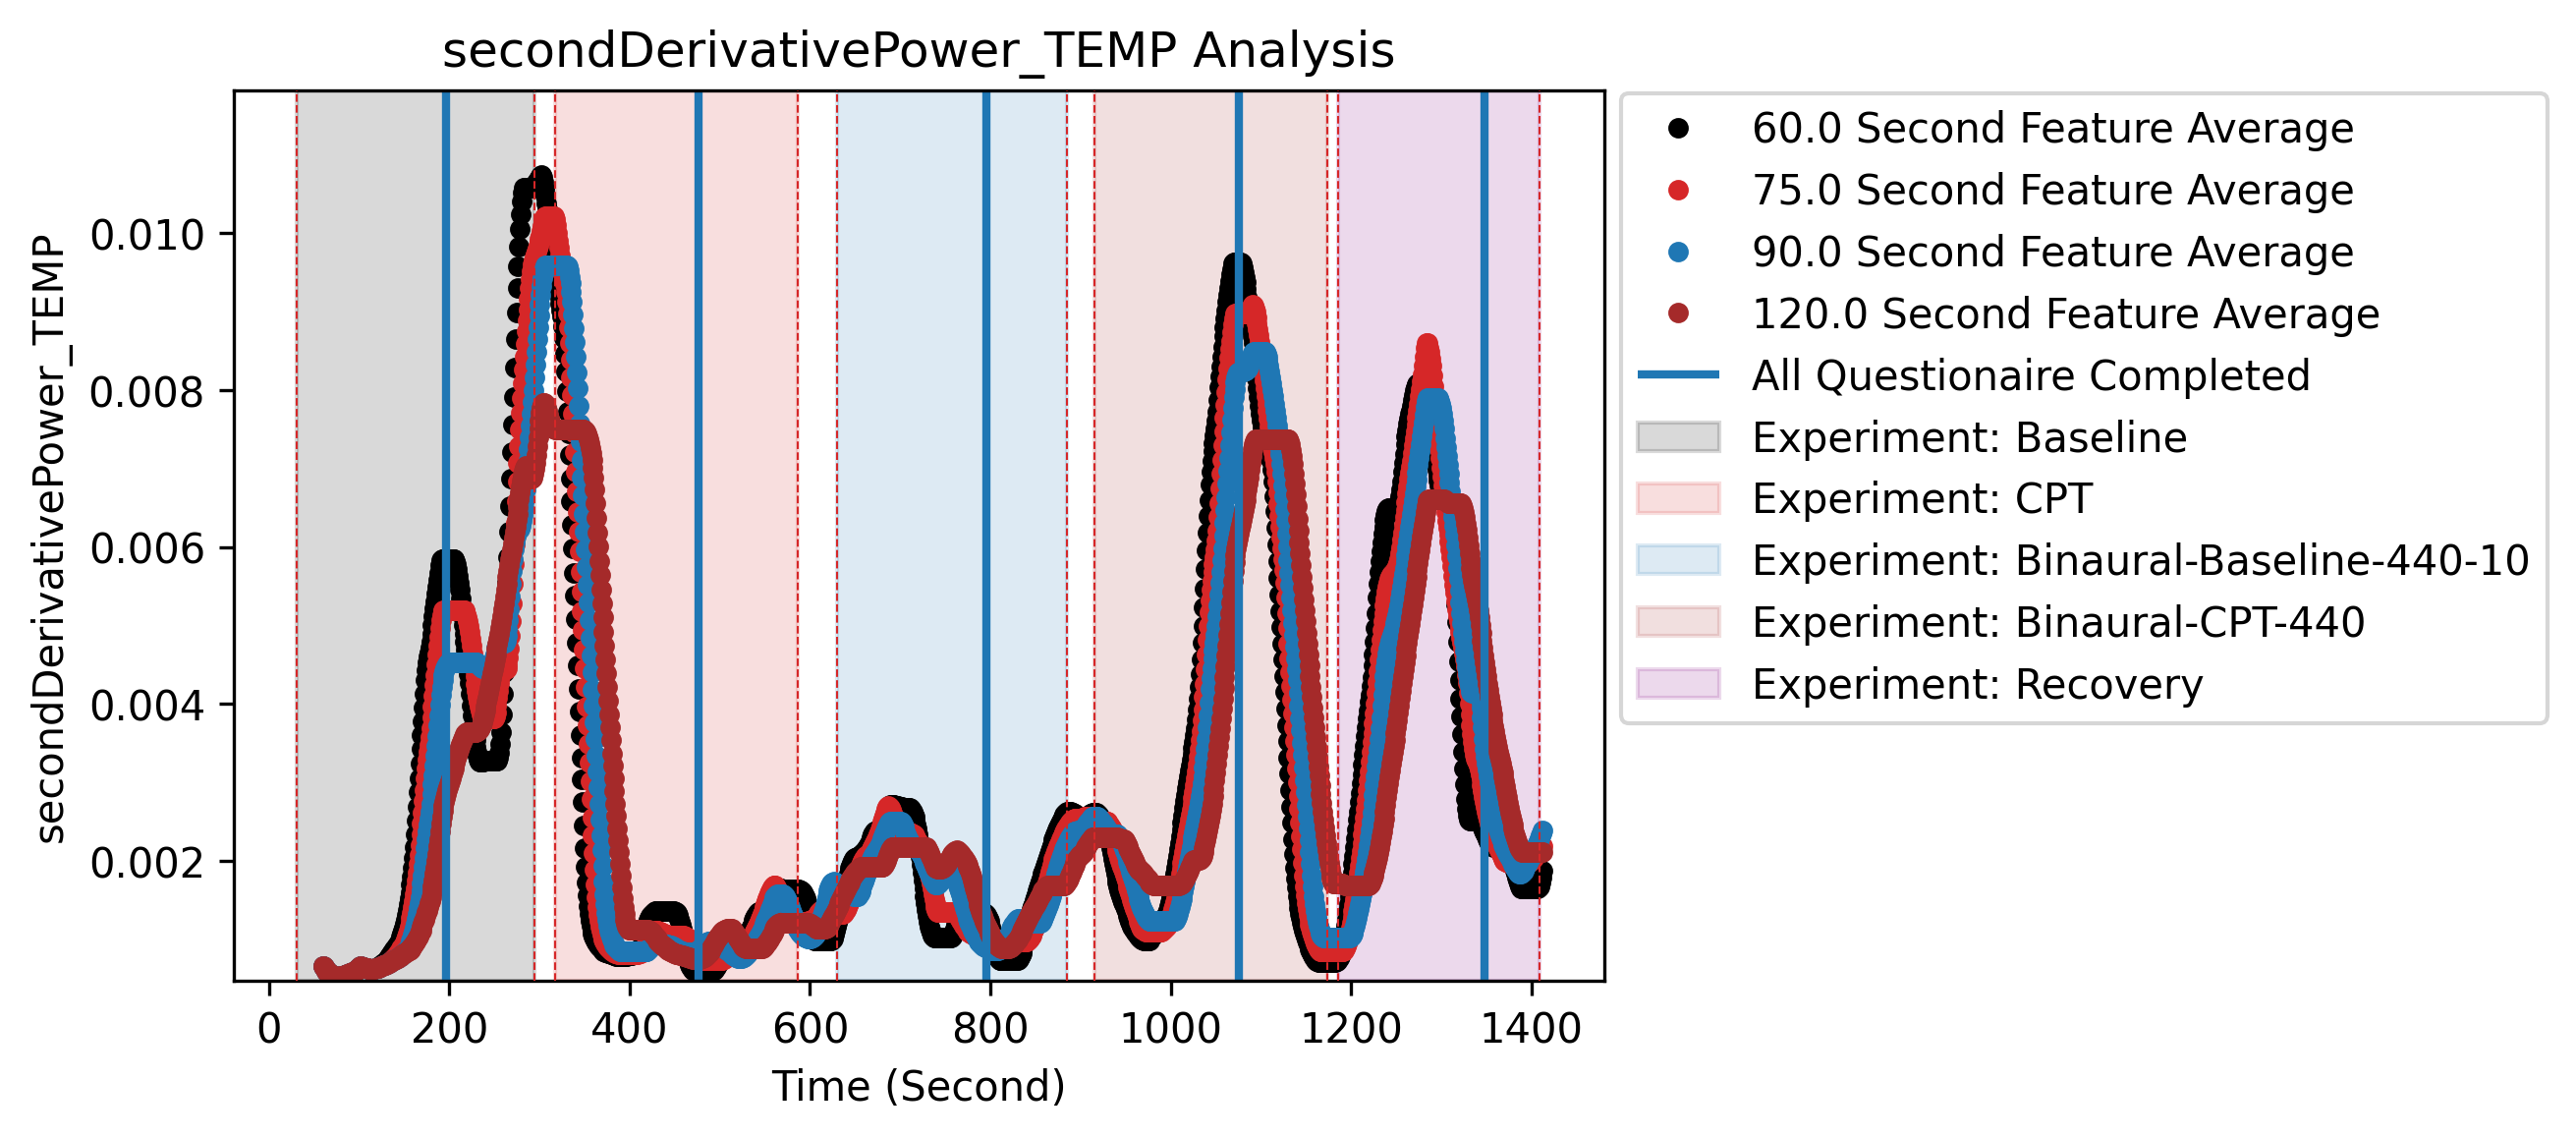 secondDerivativePower_TEMP Analysis
secondDerivativePower_TEMP
0.010
0.008
0.006
0.004
0.002
0 200 400 600 800 1000 1200 1400
Time (Second)
60.0 Second Feature Average
75.0 Second Feature Average
90.0 Second Feature Average
120.0 Second Feature Average
All Questionaire Completed
Experiment: Baseline
Experiment: CPT
Experiment: Binaural-Baseline-440-10
Experiment: Binaural-CPT-440
Experiment: Recovery